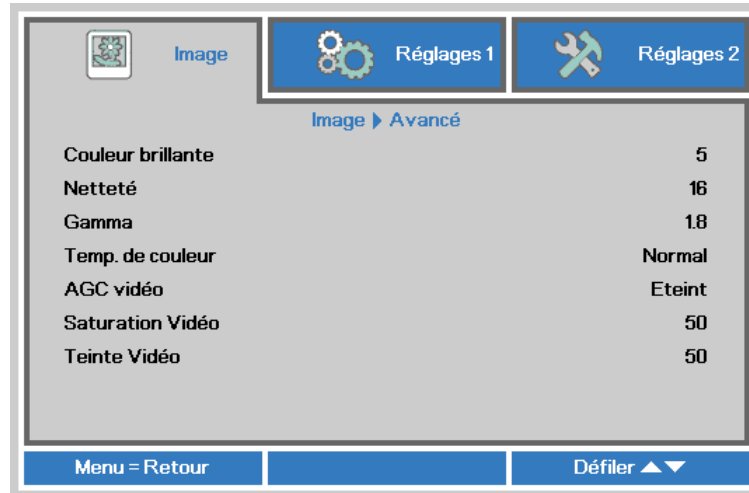 Image
Réglages 1
Réglages 2
Image ▶ Avancé
Couleur brillante 5
Netteté 16
Gamma 1.8
Temp. de couleur Normal
AGC vidéo Eteint
Saturation Vidéo 50
Teinte Vidéo 50
Menu = Retour
Défiler ▲▼